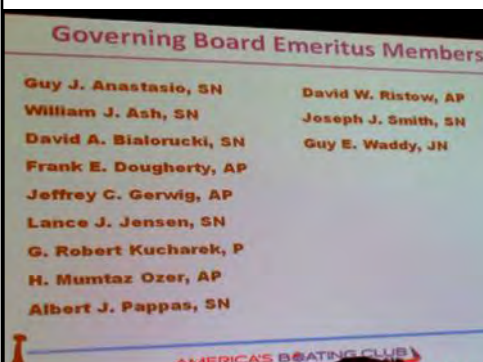 Governing Board Emeritus Members
Guy J. Anastasio, SN
William J. Ash, SN
David A. Bialorucki, SN
Frank E. Dougherty, AP
Jeffrey C. Gerwig, AP
Lance J. Jensen, SN
G. Robert Kucharek, P
H. Mumtaz Ozer, AP
Albert J. Pappas, SN
David W. Ristow, AP
Joseph J. Smith, SN
Guy E. Waddy, JN
AMERICA'S BOATING CLUB